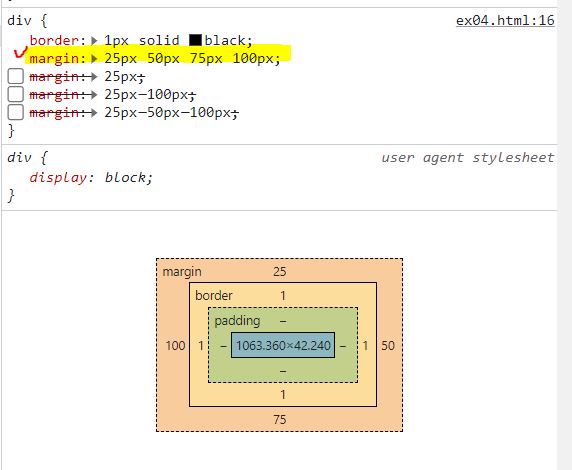 div {
ex04.html:16
border: 1px solid black;
margin: 25px 50px 75px 100px;
margin: 25px;
margin: 25px 100px;
margin: 25px 50px 100px;
}
div {
user agent stylesheet
display: block;
}
margin 25
border 1
padding –
100 1 – 1063.360×42.240 – 1 50
–
1
75